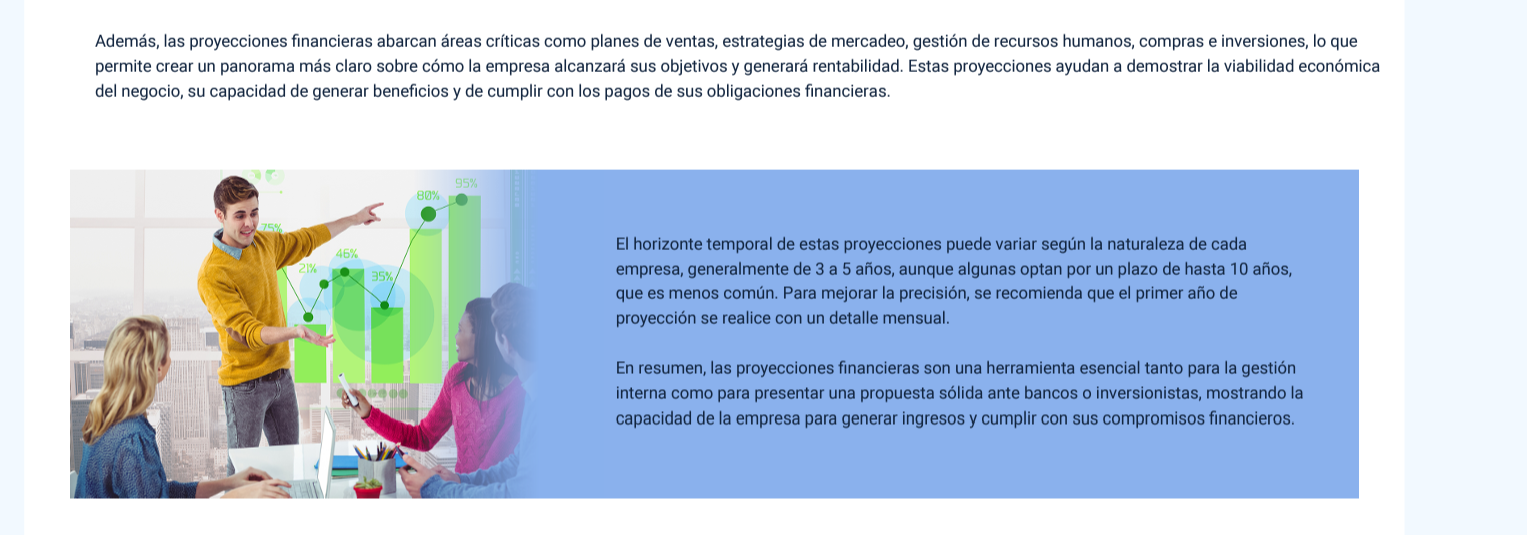 Además, las proyecciones financieras abarcan áreas críticas como planes de ventas, estrategias de mercadeo, gestión de recursos humanos, compras e inversiones, lo que
permite crear un panorama más claro sobre cómo la empresa alcanzará sus objetivos y generará rentabilidad. Estas proyecciones ayudan a demostrar la viabilidad económica
del negocio, su capacidad de generar beneficios y de cumplir con los pagos de sus obligaciones financieras.
95%
80%
75%
46%
21%
35%
El horizonte temporal de estas proyecciones puede variar según la naturaleza de cada
empresa, generalmente de 3 a 5 años, aunque algunas optan por un plazo de hasta 10 años,
que es menos común. Para mejorar la precisión, se recomienda que el primer año de
proyección se realice con un detalle mensual.
En resumen, las proyecciones financieras son una herramienta esencial tanto para la gestión
interna como para presentar una propuesta sólida ante bancos o inversionistas, mostrando la
capacidad de la empresa para generar ingresos y cumplir con sus compromisos financieros.